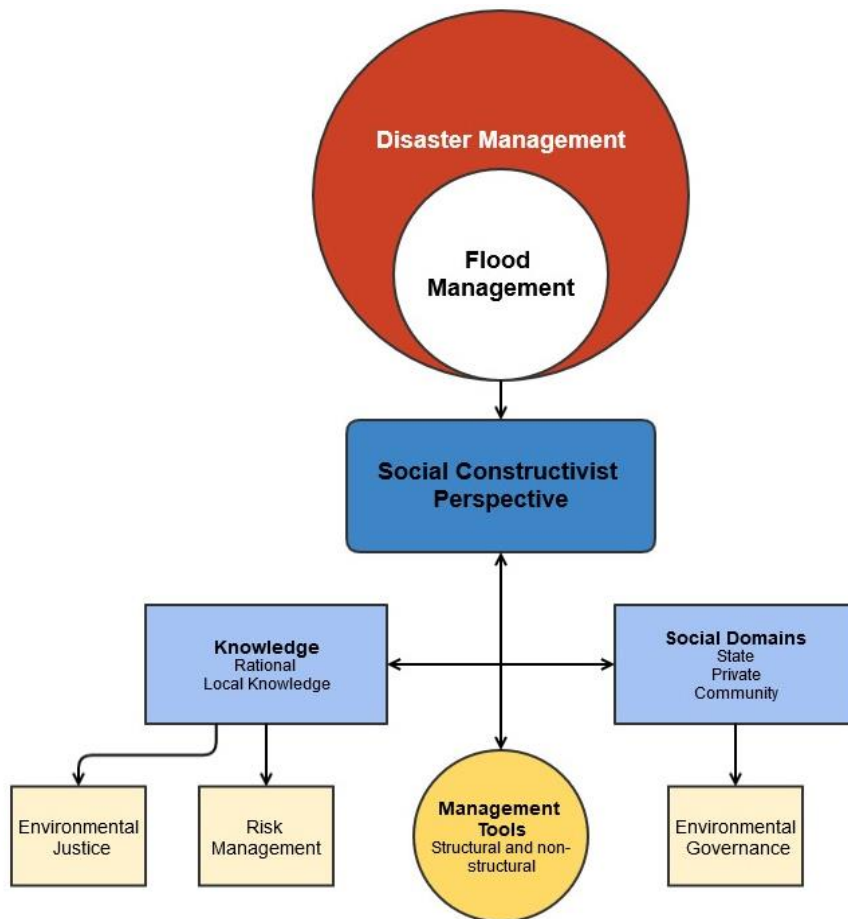 Disaster Management
Flood
Management
Social Constructivist
Perspective
Knowledge
Rational
Local Knowledge
Social Domains
State
Private
Community
Environmental
Justice
Risk
Management
Management
Tools
Structural and non-
structural
Environmental
Governance